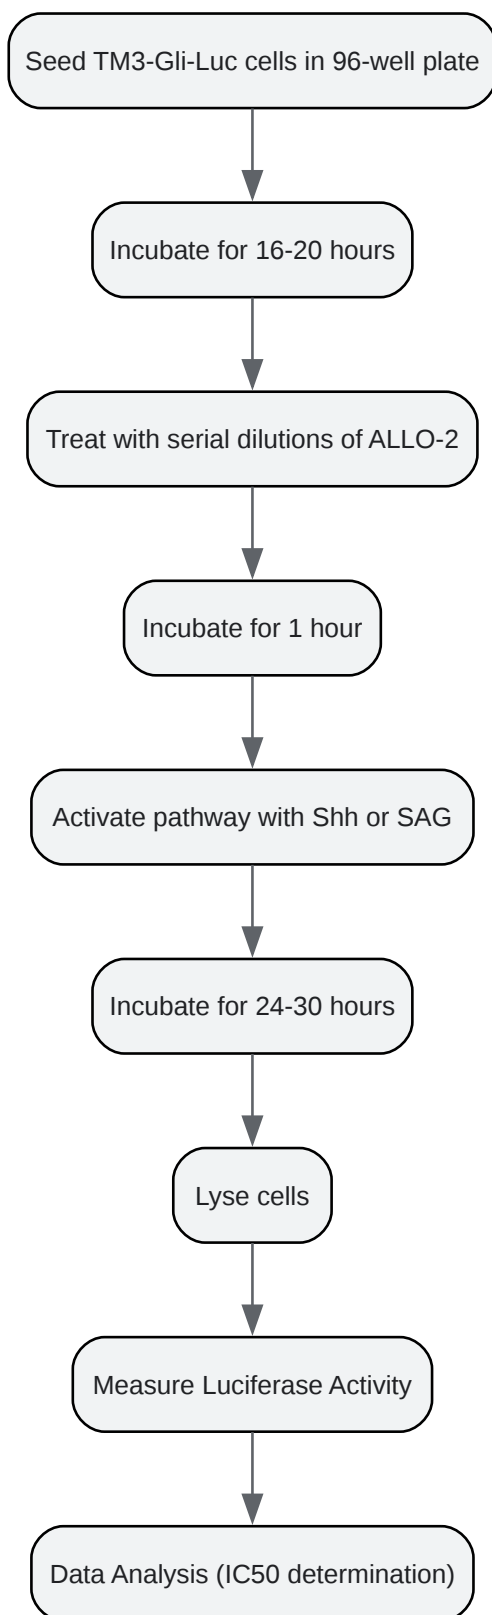 Seed TM3-Gli-Luc cells in 96-well plate
Incubate for 16-20 hours
Treat with serial dilutions of ALLO-2
Incubate for 1 hour
Activate pathway with Shh or SAG
Incubate for 24-30 hours
Lyse cells
Measure Luciferase Activity
Data Analysis (IC50 determination)